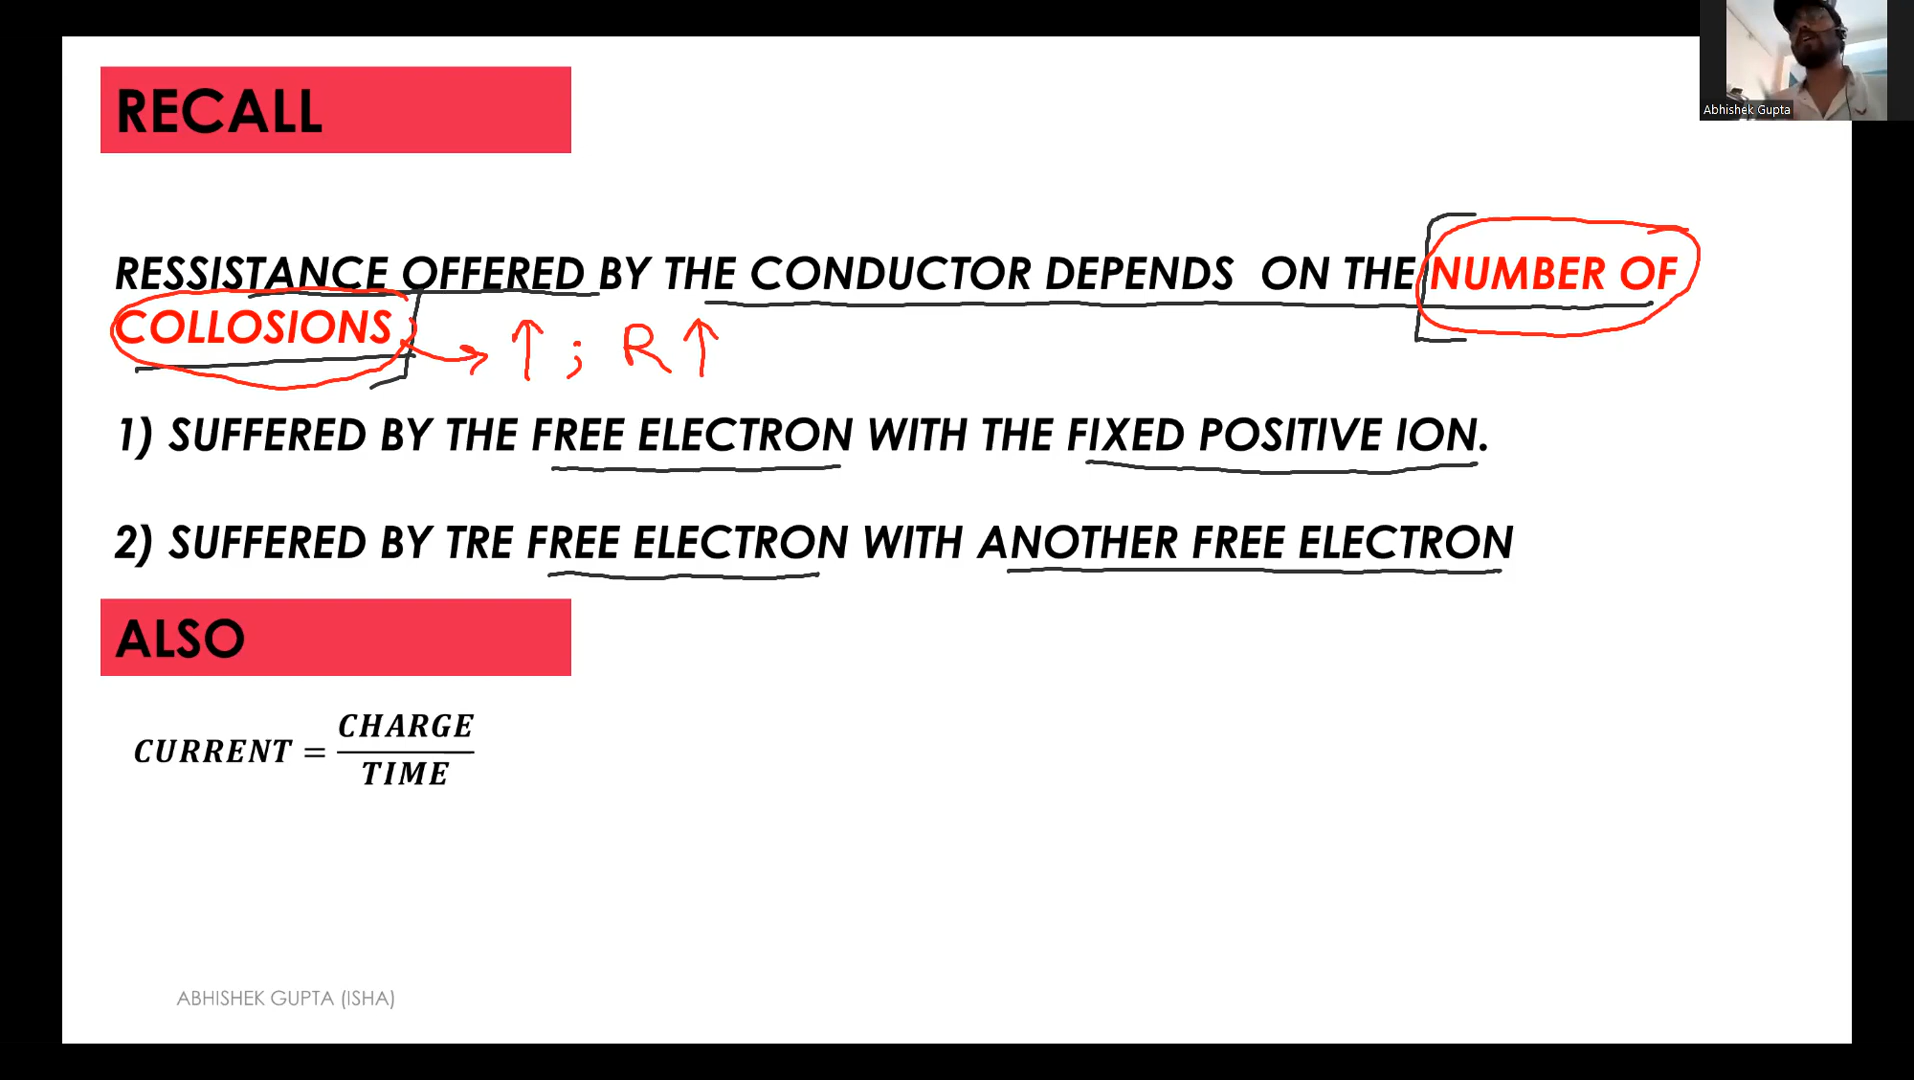 RECALL
Abhishek Gupta
RESSISTANCE OFFERED BY THE CONDUCTOR DEPENDS ON THE NUMBER OF
COLLOSIONS → ↑ ; R ↑
1) SUFFERED BY THE FREE ELECTRON WITH THE FIXED POSITIVE ION.
2) SUFFERED BY TRE FREE ELECTRON WITH ANOTHER FREE ELECTRON
ALSO
CURRENT = CHARGE
TIME
ABHISHEK GUPTA (ISHA)